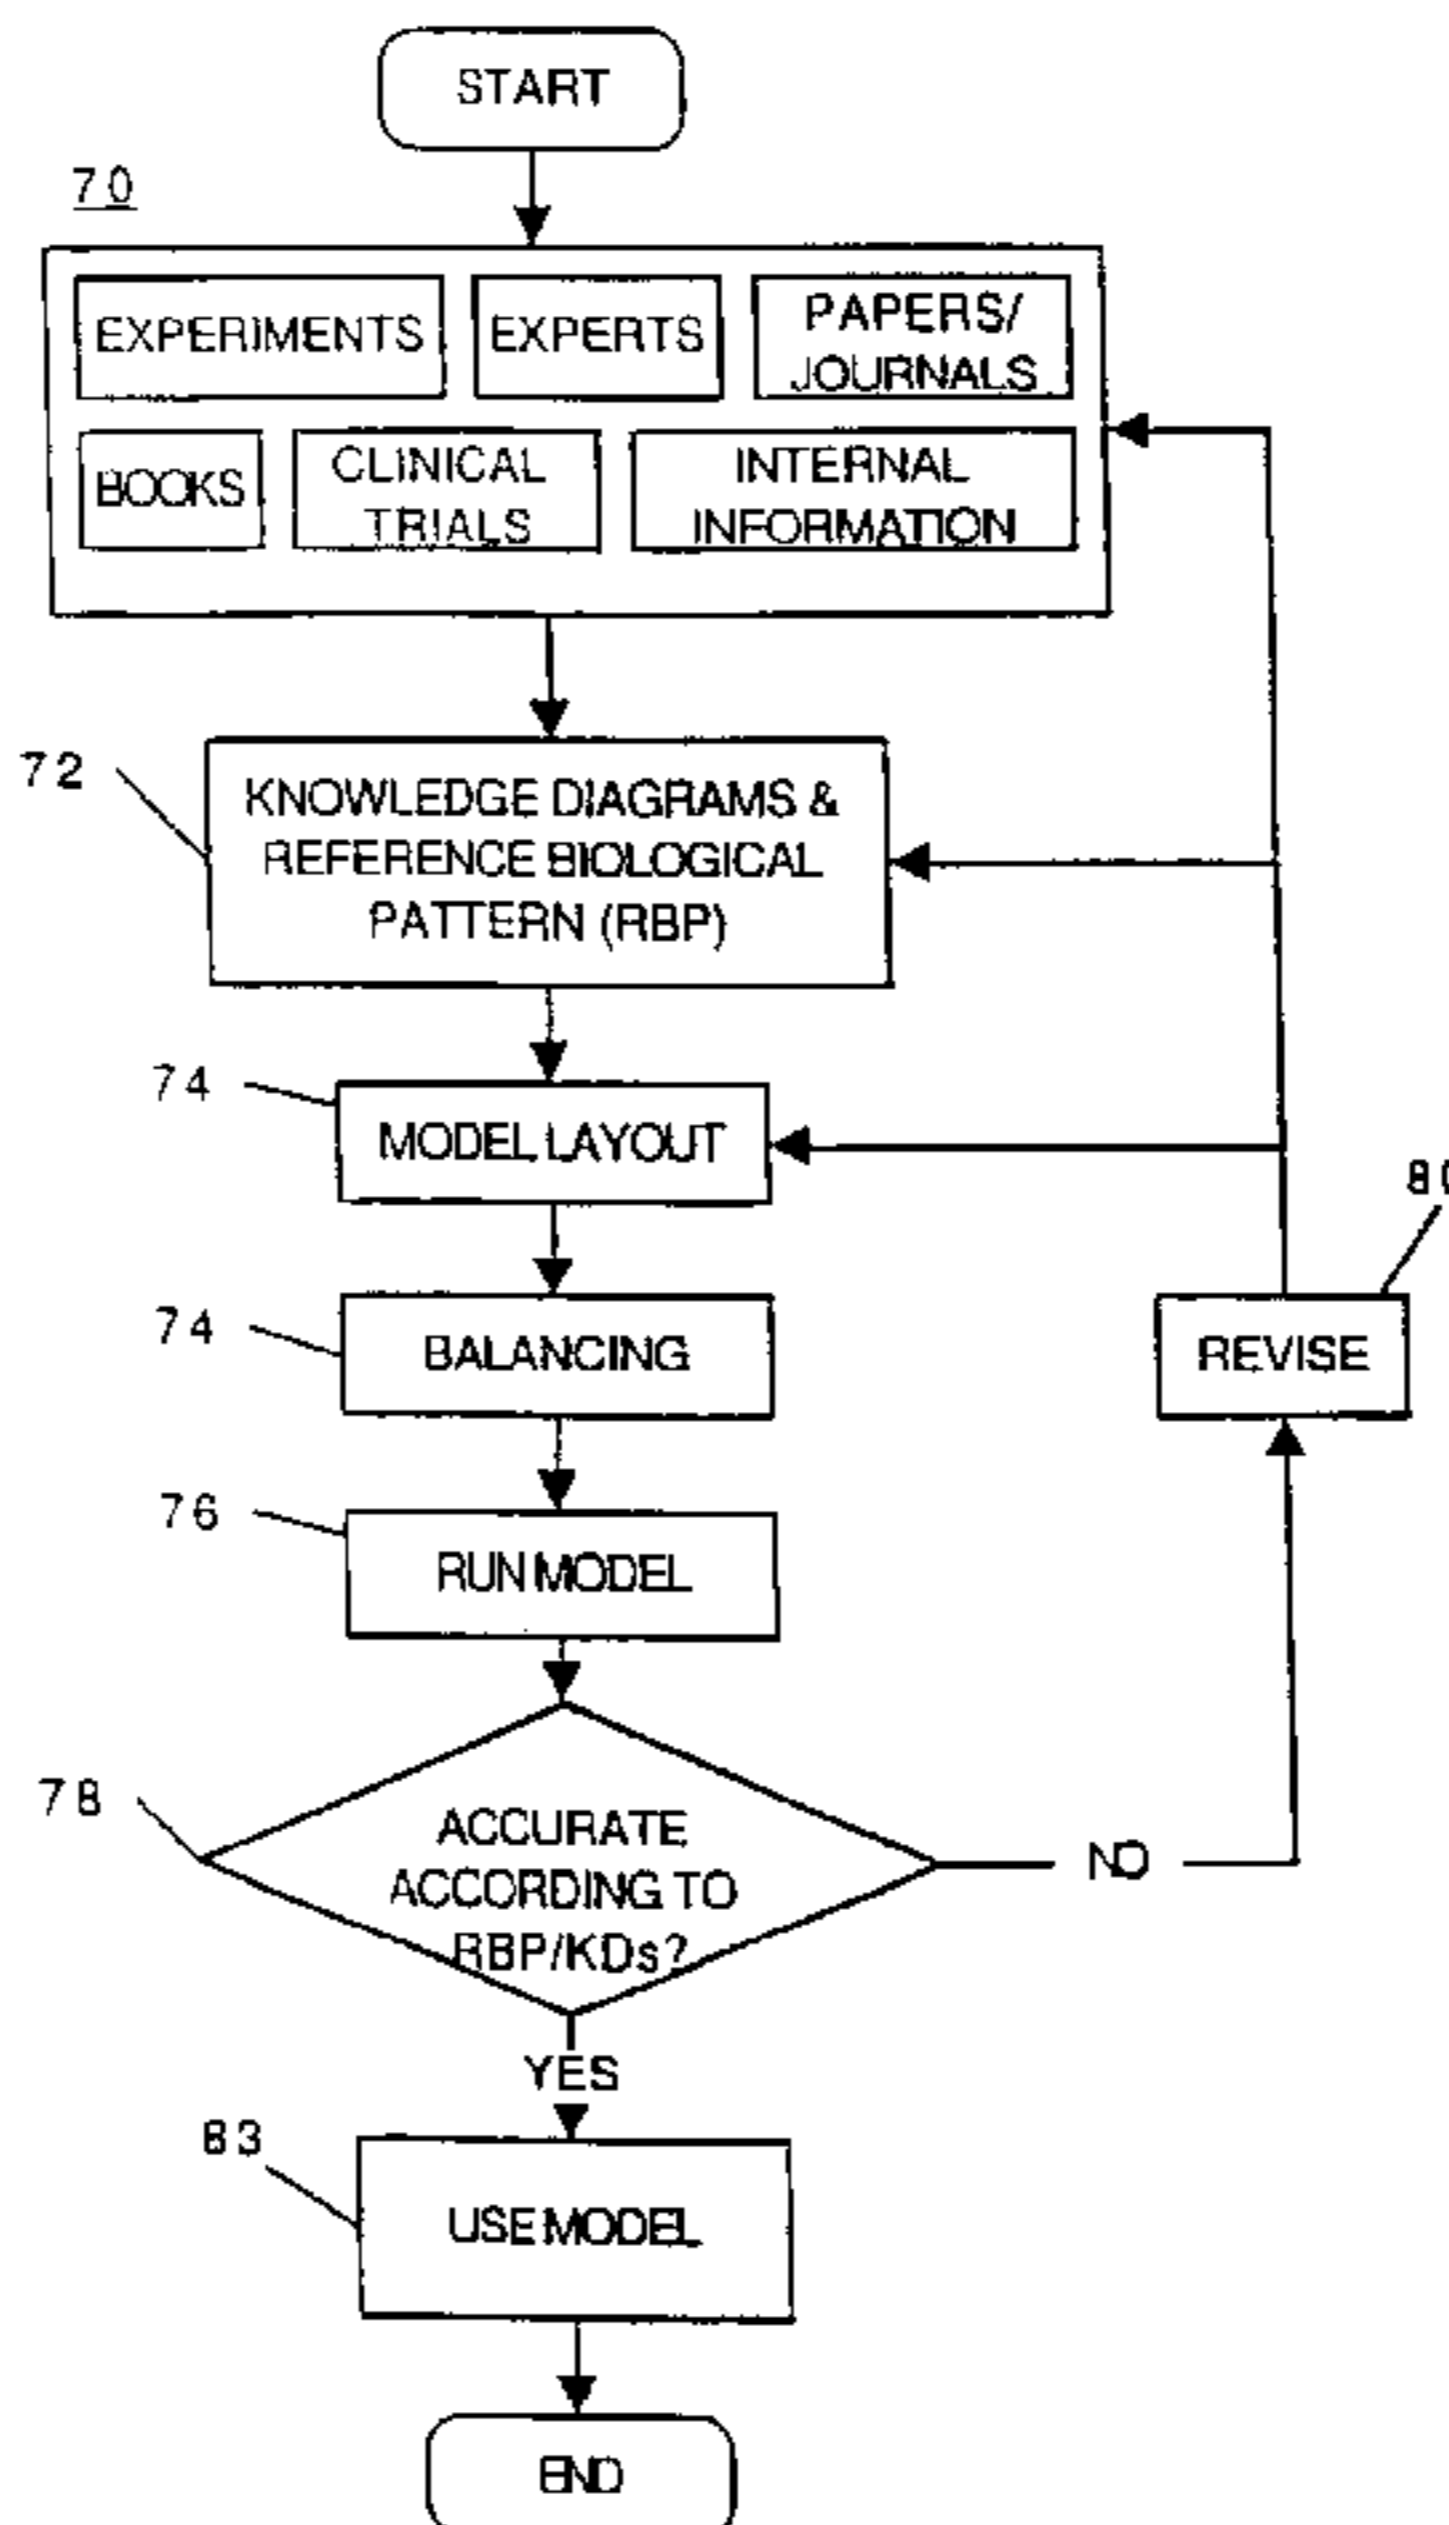 START
70
EXPERIMENTS
EXPERTS
PAPERS/
JOURNALS
BOOKS
CLINICAL
TRIALS
INTERNAL
INFORMATION
72
KNOWLEDGE DIAGRAMS &
REFERENCE BIOLOGICAL
PATTERN (RBP)
74
MODEL LAYOUT
74
BALANCING
80
REVISE
76
RUN MODEL
78
ACCURATE
ACCORDING TO
RBP/KDs?
NO
YES
83
USE MODEL
END